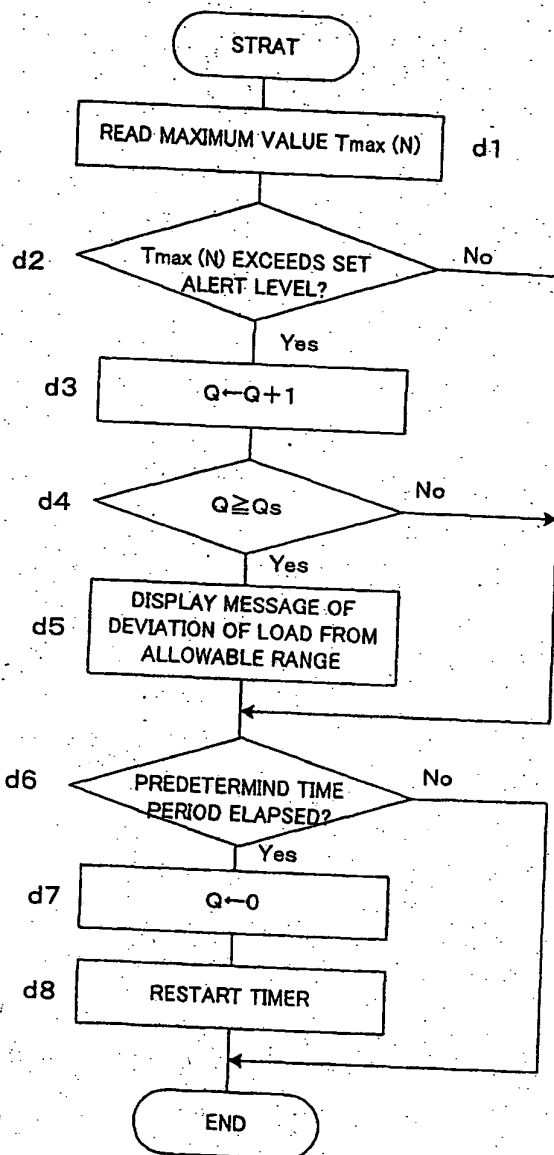 STRAT
READ MAXIMUM VALUE Tmax (N)
d1
d2
Tmax (N) EXCEEDS SET
ALERT LEVEL?
No
Yes
d3
Q←Q+1
d4
Q≧Qs
No
Yes
d5
DISPLAY MESSAGE OF
DEVIATION OF LOAD FROM
ALLOWABLE RANGE
d6
PREDETERMIND TIME
PERIOD ELAPSED?
No
Yes
d7
Q←0
d8
RESTART TIMER
END